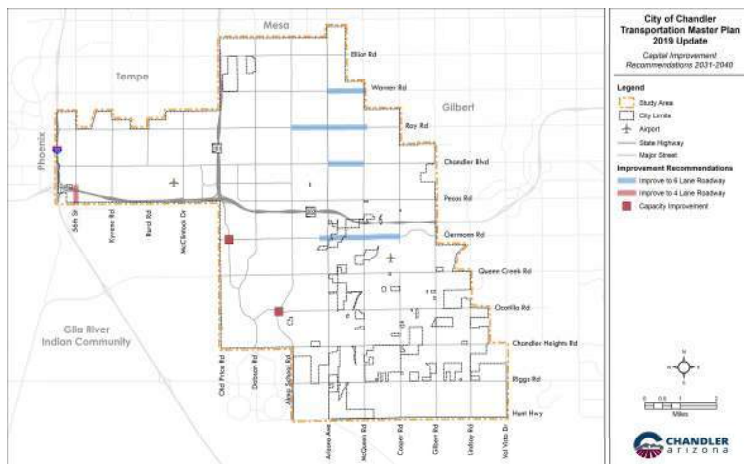 Mesa
Tempe
Gilbert
Phoenix
Gila River
Indian Community
Elliot Rd
Warner Rd
Ray Rd
Chandler Blvd
Pecos Rd
Germann Rd
Queen Creek Rd
Ocotillo Rd
Chandler Heights Rd
Riggs Rd
Hunt Hwy
56th St
Kyrene Rd
Rural Rd
McClintock Dr
Old Price Rd
Dobson Rd
Alma School Rd
Arizona Ave
McQueen Rd
Cooper Rd
Gilbert Rd
Lindsay Rd
Val Vista Dr
City of Chandler
Transportation Master Plan
2019 Update
Capital Improvement
Recommendations 2031-2040
Legend
Study Area
City Limits
Airport
State Highway
Major Street
Improvement Recommendations
Improve to 6 Lane Roadway
Improve to 4 Lane Roadway
Capacity Improvement
N
0 0.5 1 2
Miles
CHANDLER
arizona